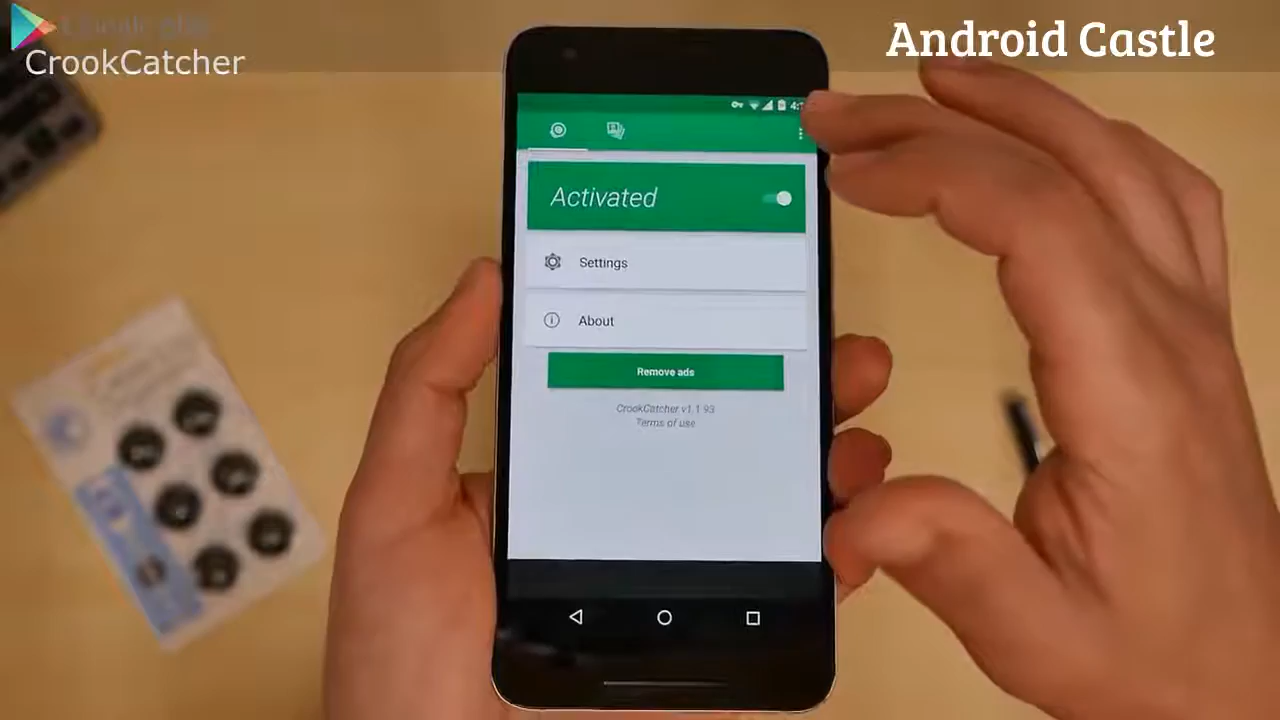 CrookCatcher
Android Castle
Activated
Settings
About
Remove ads
CrookCatcher v1.1.93
Terms of use